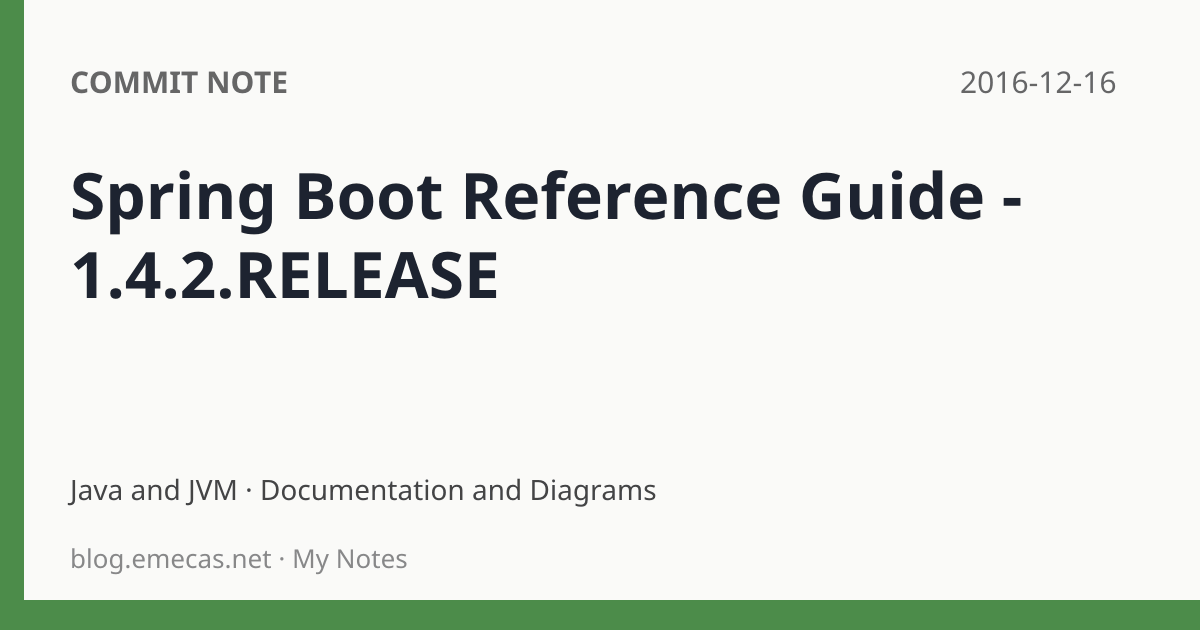 COMMIT NOTE
2016-12-16
Spring Boot Reference Guide -
1.4.2.RELEASE
Java and JVM · Documentation and Diagrams
blog.emecas.net · My Notes